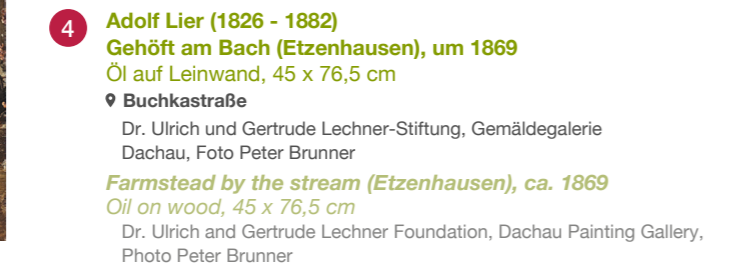 4
Adolf Lier (1826 - 1882)
Gehöft am Bach (Etzenhausen), um 1869
Öl auf Leinwand, 45 x 76,5 cm
Buchkastraße
Dr. Ulrich und Gertrude Lechner-Stiftung, Gemäldegalerie
Dachau, Foto Peter Brunner
Farmstead by the stream (Etzenhausen), ca. 1869
Oil on wood, 45 x 76,5 cm
Dr. Ulrich and Gertrude Lechner Foundation, Dachau Painting Gallery,
Photo Peter Brunner